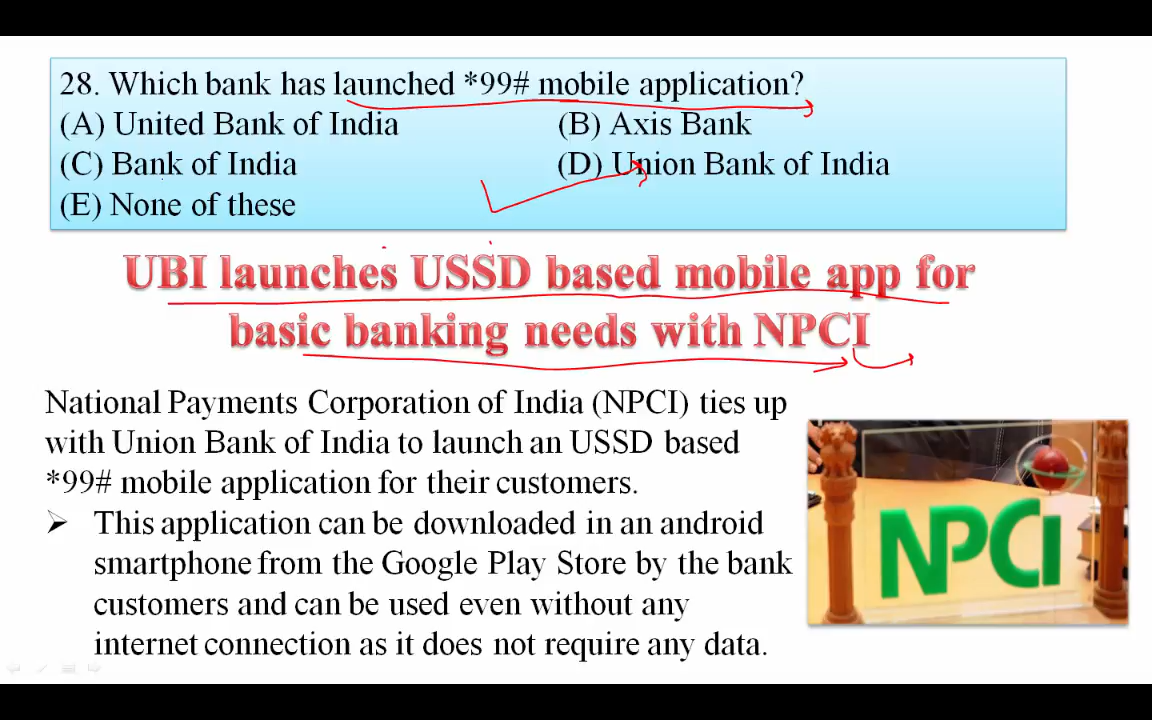 28. Which bank has launched *99# mobile application?
(A) United Bank of India (B) Axis Bank
(C) Bank of India (D) Union Bank of India
(E) None of these
UBI launches USSD based mobile app for
basic banking needs with NPCI
National Payments Corporation of India (NPCI) ties up
with Union Bank of India to launch an USSD based
*99# mobile application for their customers.
➢ This application can be downloaded in an android
smartphone from the Google Play Store by the bank
customers and can be used even without any
internet connection as it does not require any data.
NPCI